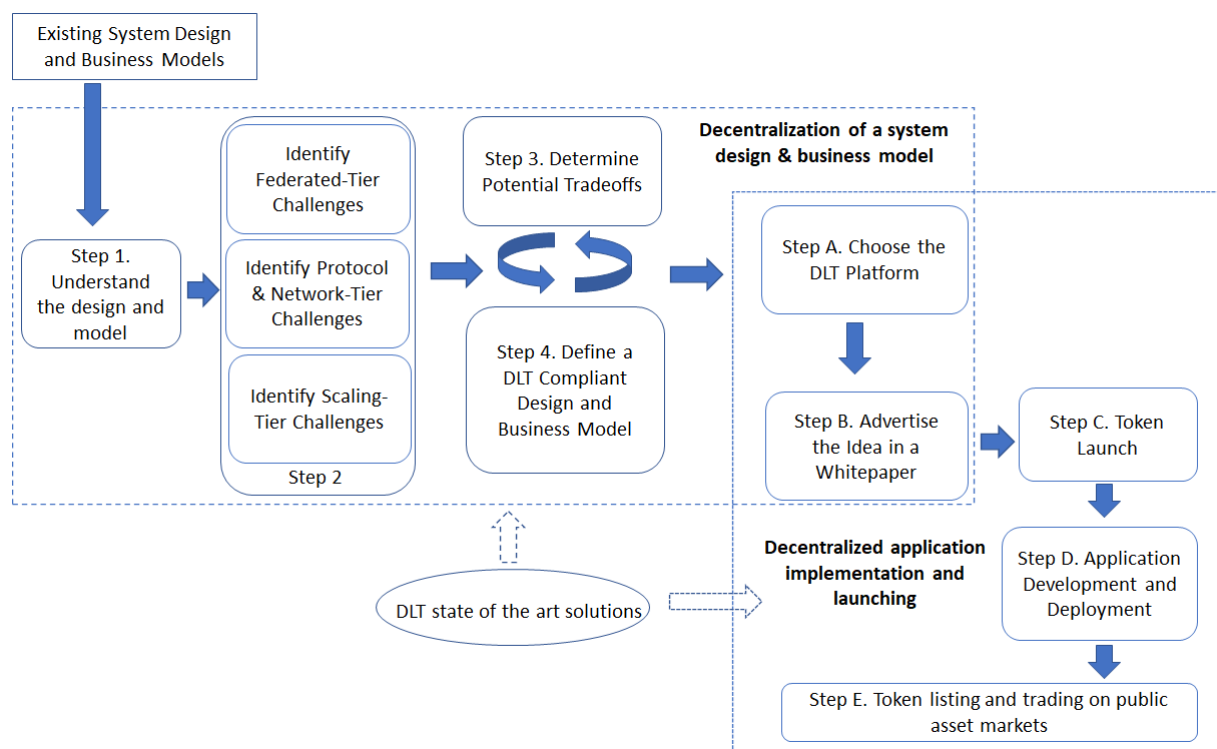 Existing System Design
and Business Models
Decentralization of a system
design & business model
Step 1.
Understand
the design and
model
Identify
Federated-Tier
Challenges
Identify Protocol
& Network-Tier
Challenges
Identify Scaling-
Tier Challenges
Step 2
Step 3. Determine
Potential Tradeoffs
Step 4. Define a
DLT Compliant
Design and
Business Model
Step A. Choose the
DLT Platform
Step B. Advertise
the Idea in a
Whitepaper
Step C. Token
Launch
DLT state of the art solutions
Decentralized application
implementation and
launching
Step D. Application
Development and
Deployment
Step E. Token listing and trading on public
asset markets